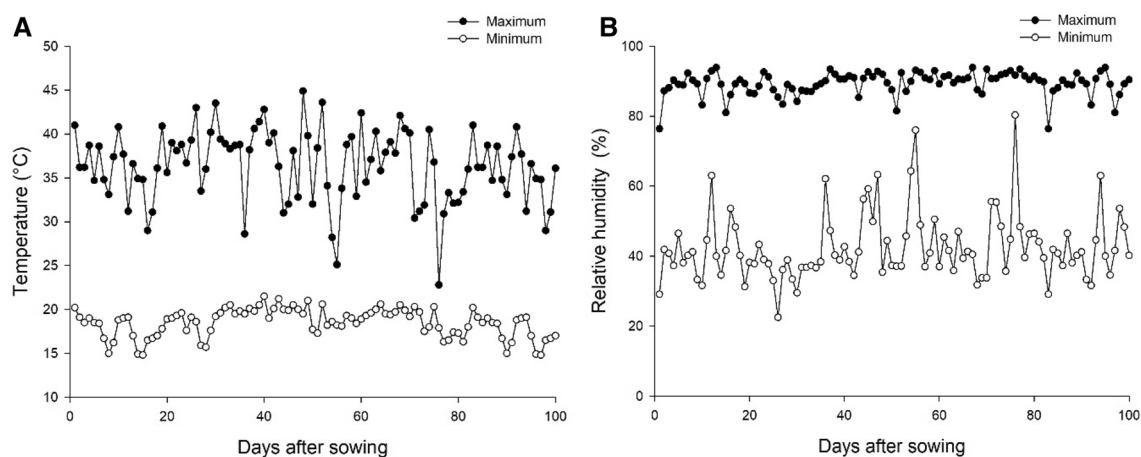 A
Maximum
Minimum
50
45
40
35
30
25
20
15
10
Temperature (°C)
0 20 40 60 80 100
Days after sowing
B
Maximum
Minimum
100
80
60
40
20
0
Relative humidity (%)
0 20 40 60 80 100
Days after sowing